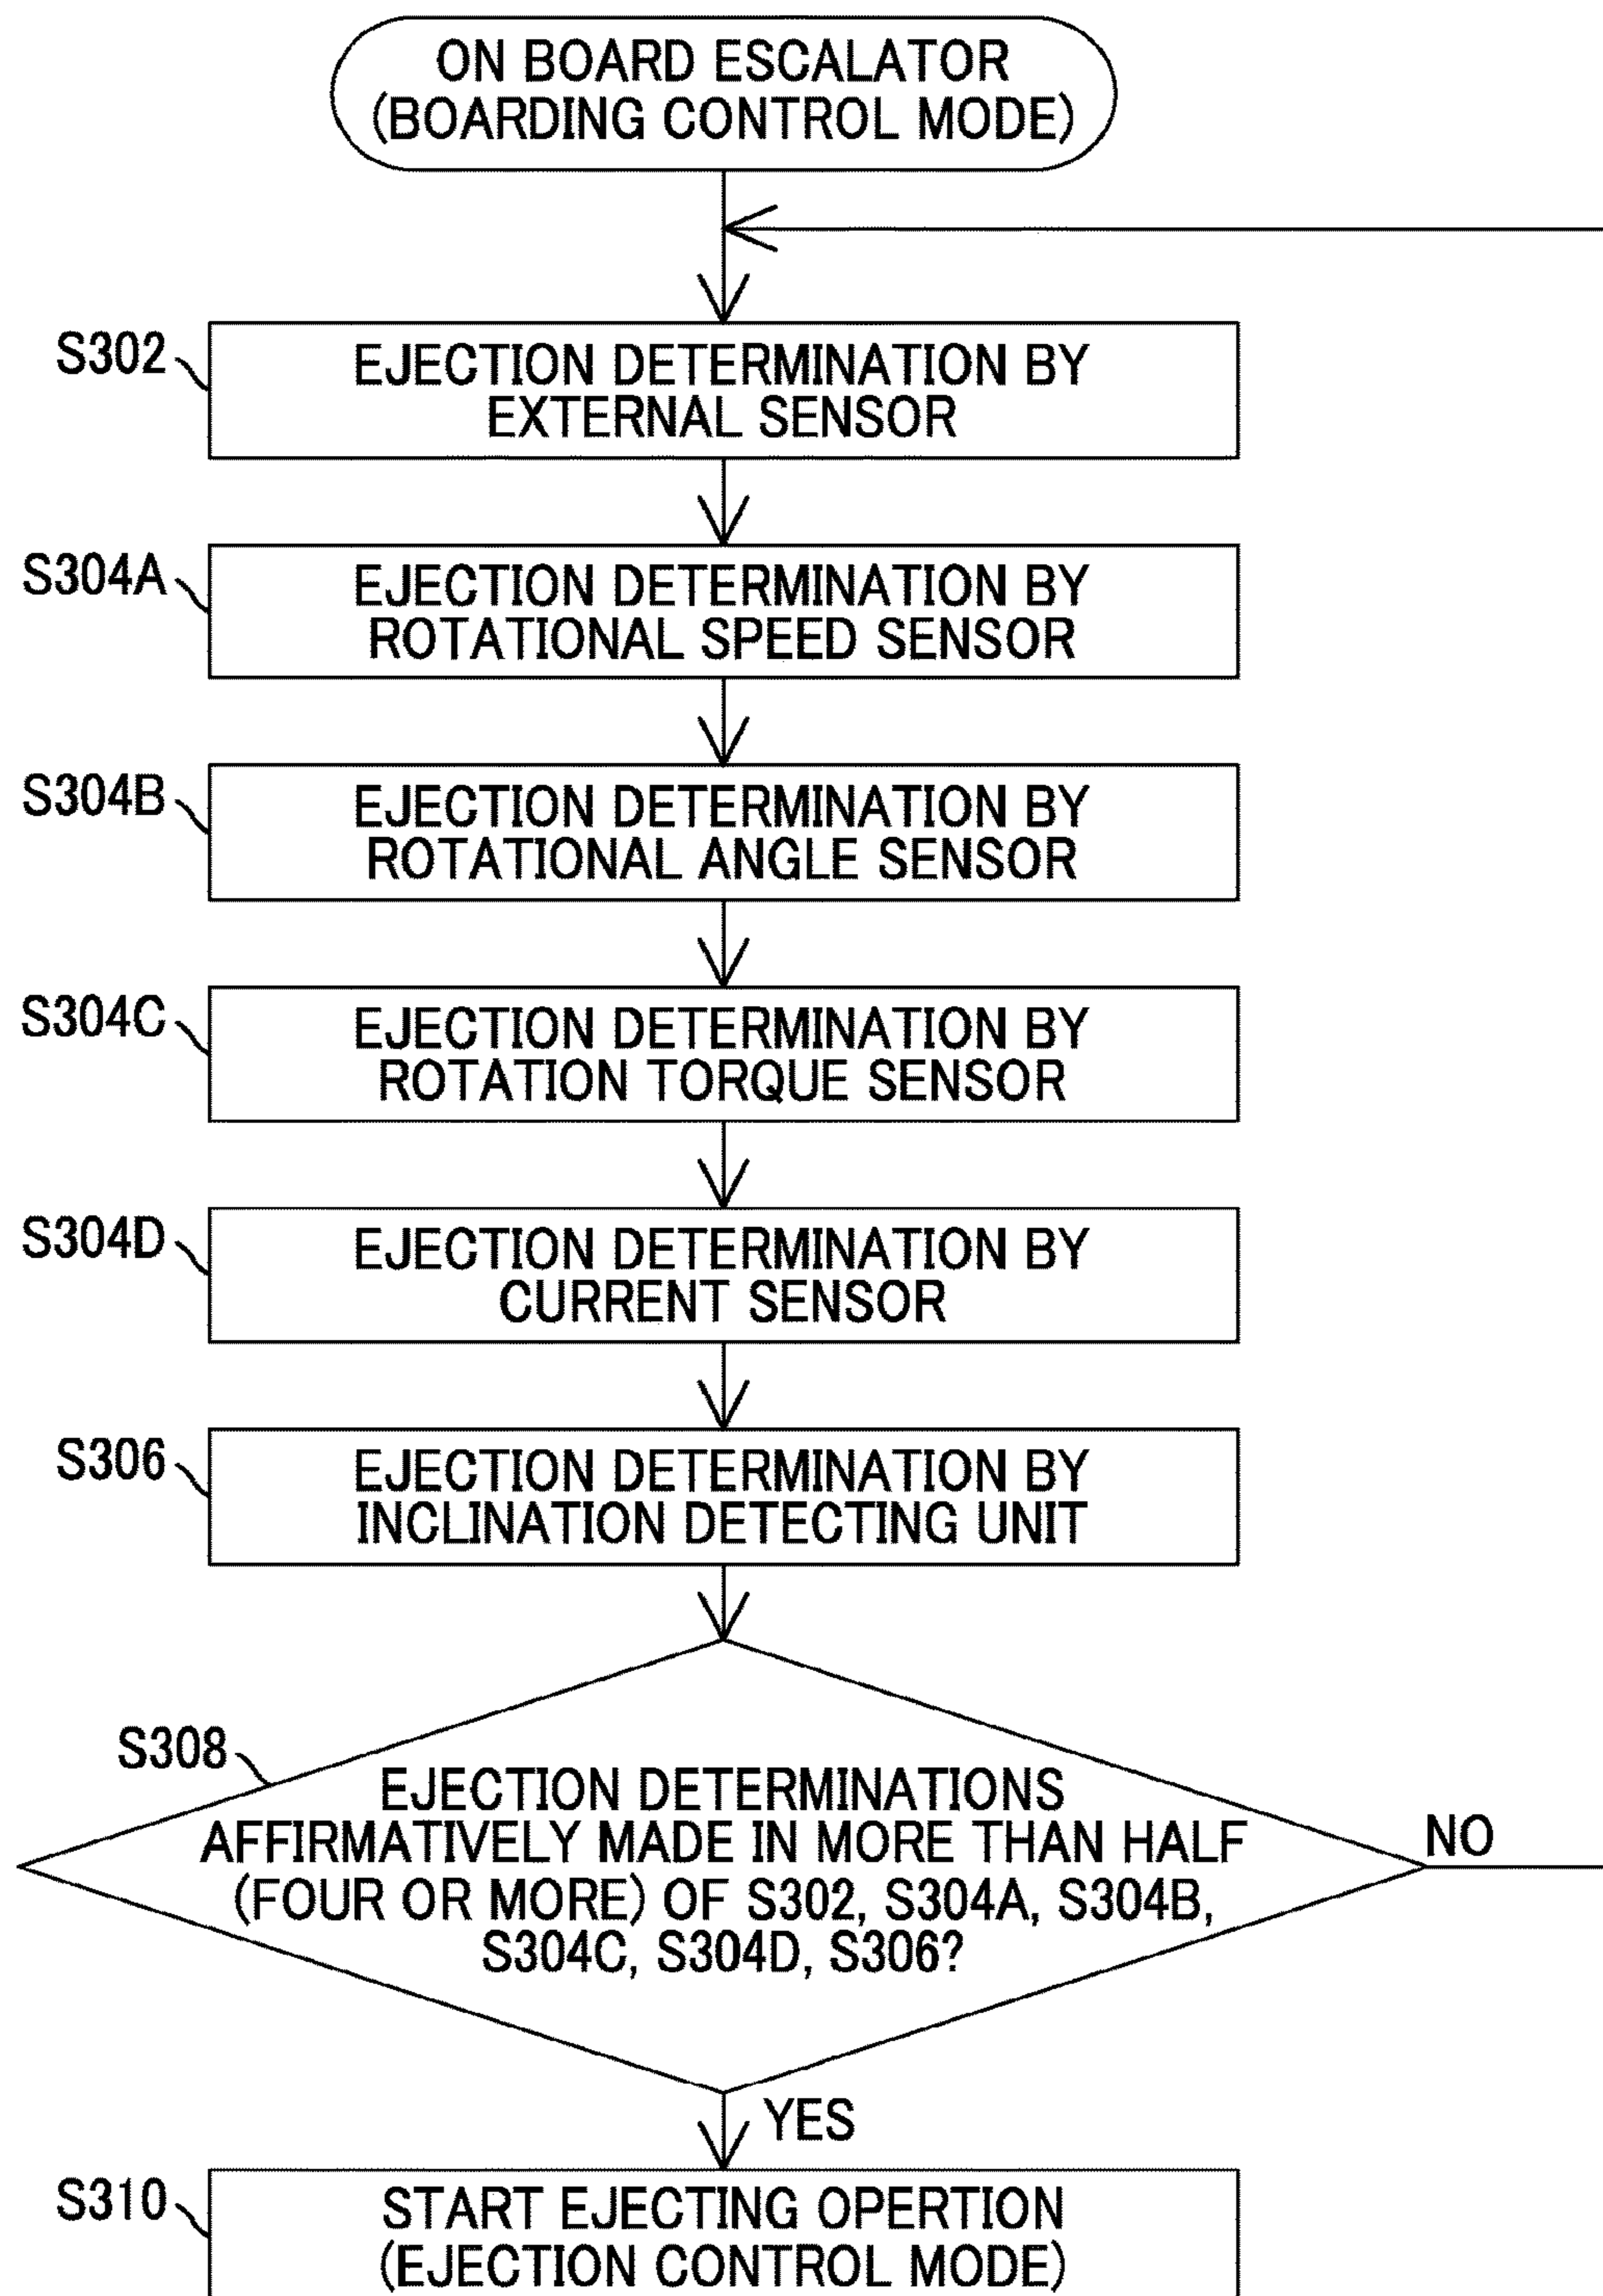 ON BOARD ESCALATOR
(BOARDING CONTROL MODE)
S302
EJECTION DETERMINATION BY
EXTERNAL SENSOR
S304A
EJECTION DETERMINATION BY
ROTATIONAL SPEED SENSOR
S304B
EJECTION DETERMINATION BY
ROTATIONAL ANGLE SENSOR
S304C
EJECTION DETERMINATION BY
ROTATION TORQUE SENSOR
S304D
EJECTION DETERMINATION BY
CURRENT SENSOR
S306
EJECTION DETERMINATION BY
INCLINATION DETECTING UNIT
S308
EJECTION DETERMINATIONS
AFFIRMATIVELY MADE IN MORE THAN HALF
(FOUR OR MORE) OF S302, S304A, S304B,
S304C, S304D, S306?
NO
YES
S310
START EJECTING OPERTION
(EJECTION CONTROL MODE)